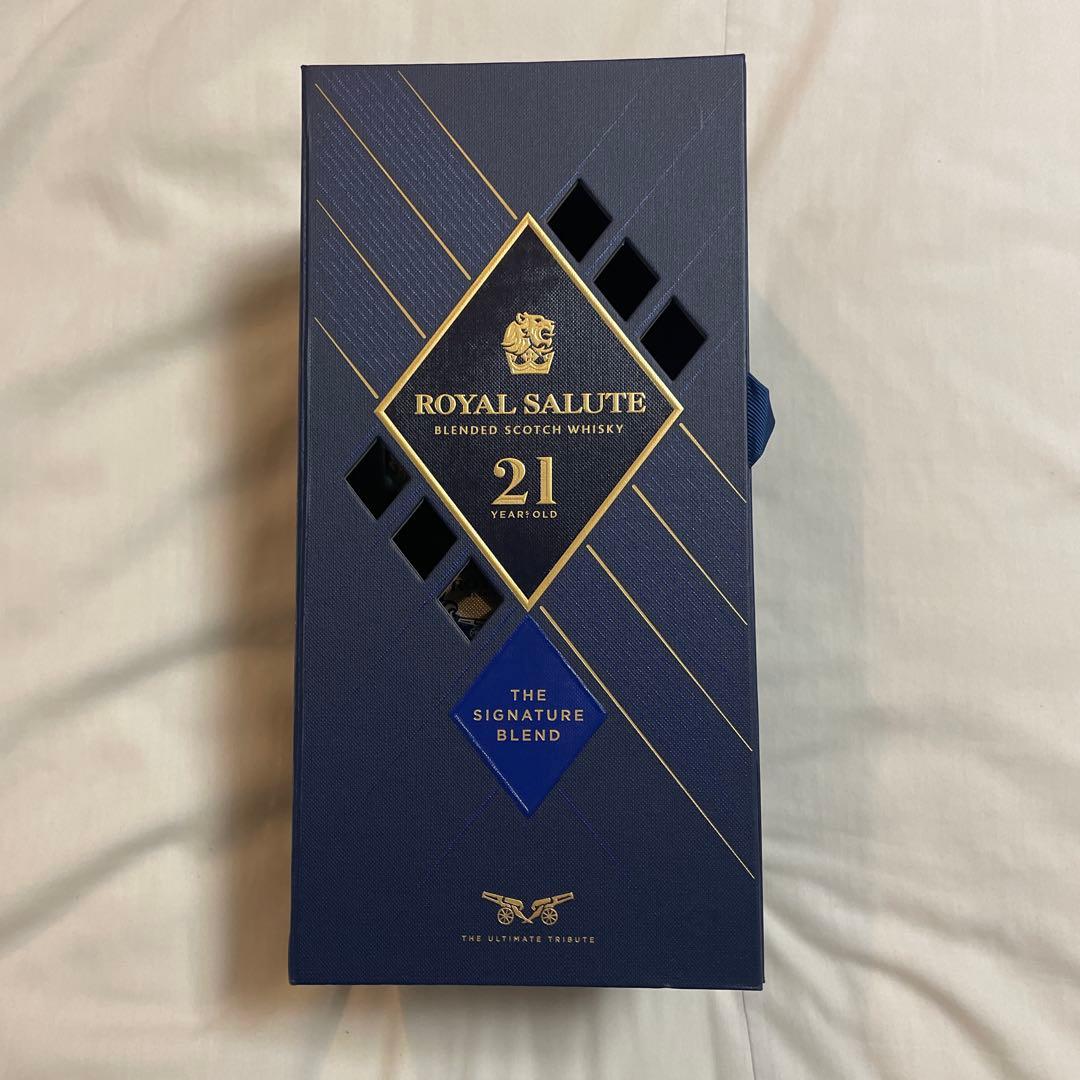 ROYAL SALUTE
BLENDED SCOTCH WHISKY
21
YEARS OLD
THE
SIGNATURE
BLEND
THE ULTIMATE TRIBUTE